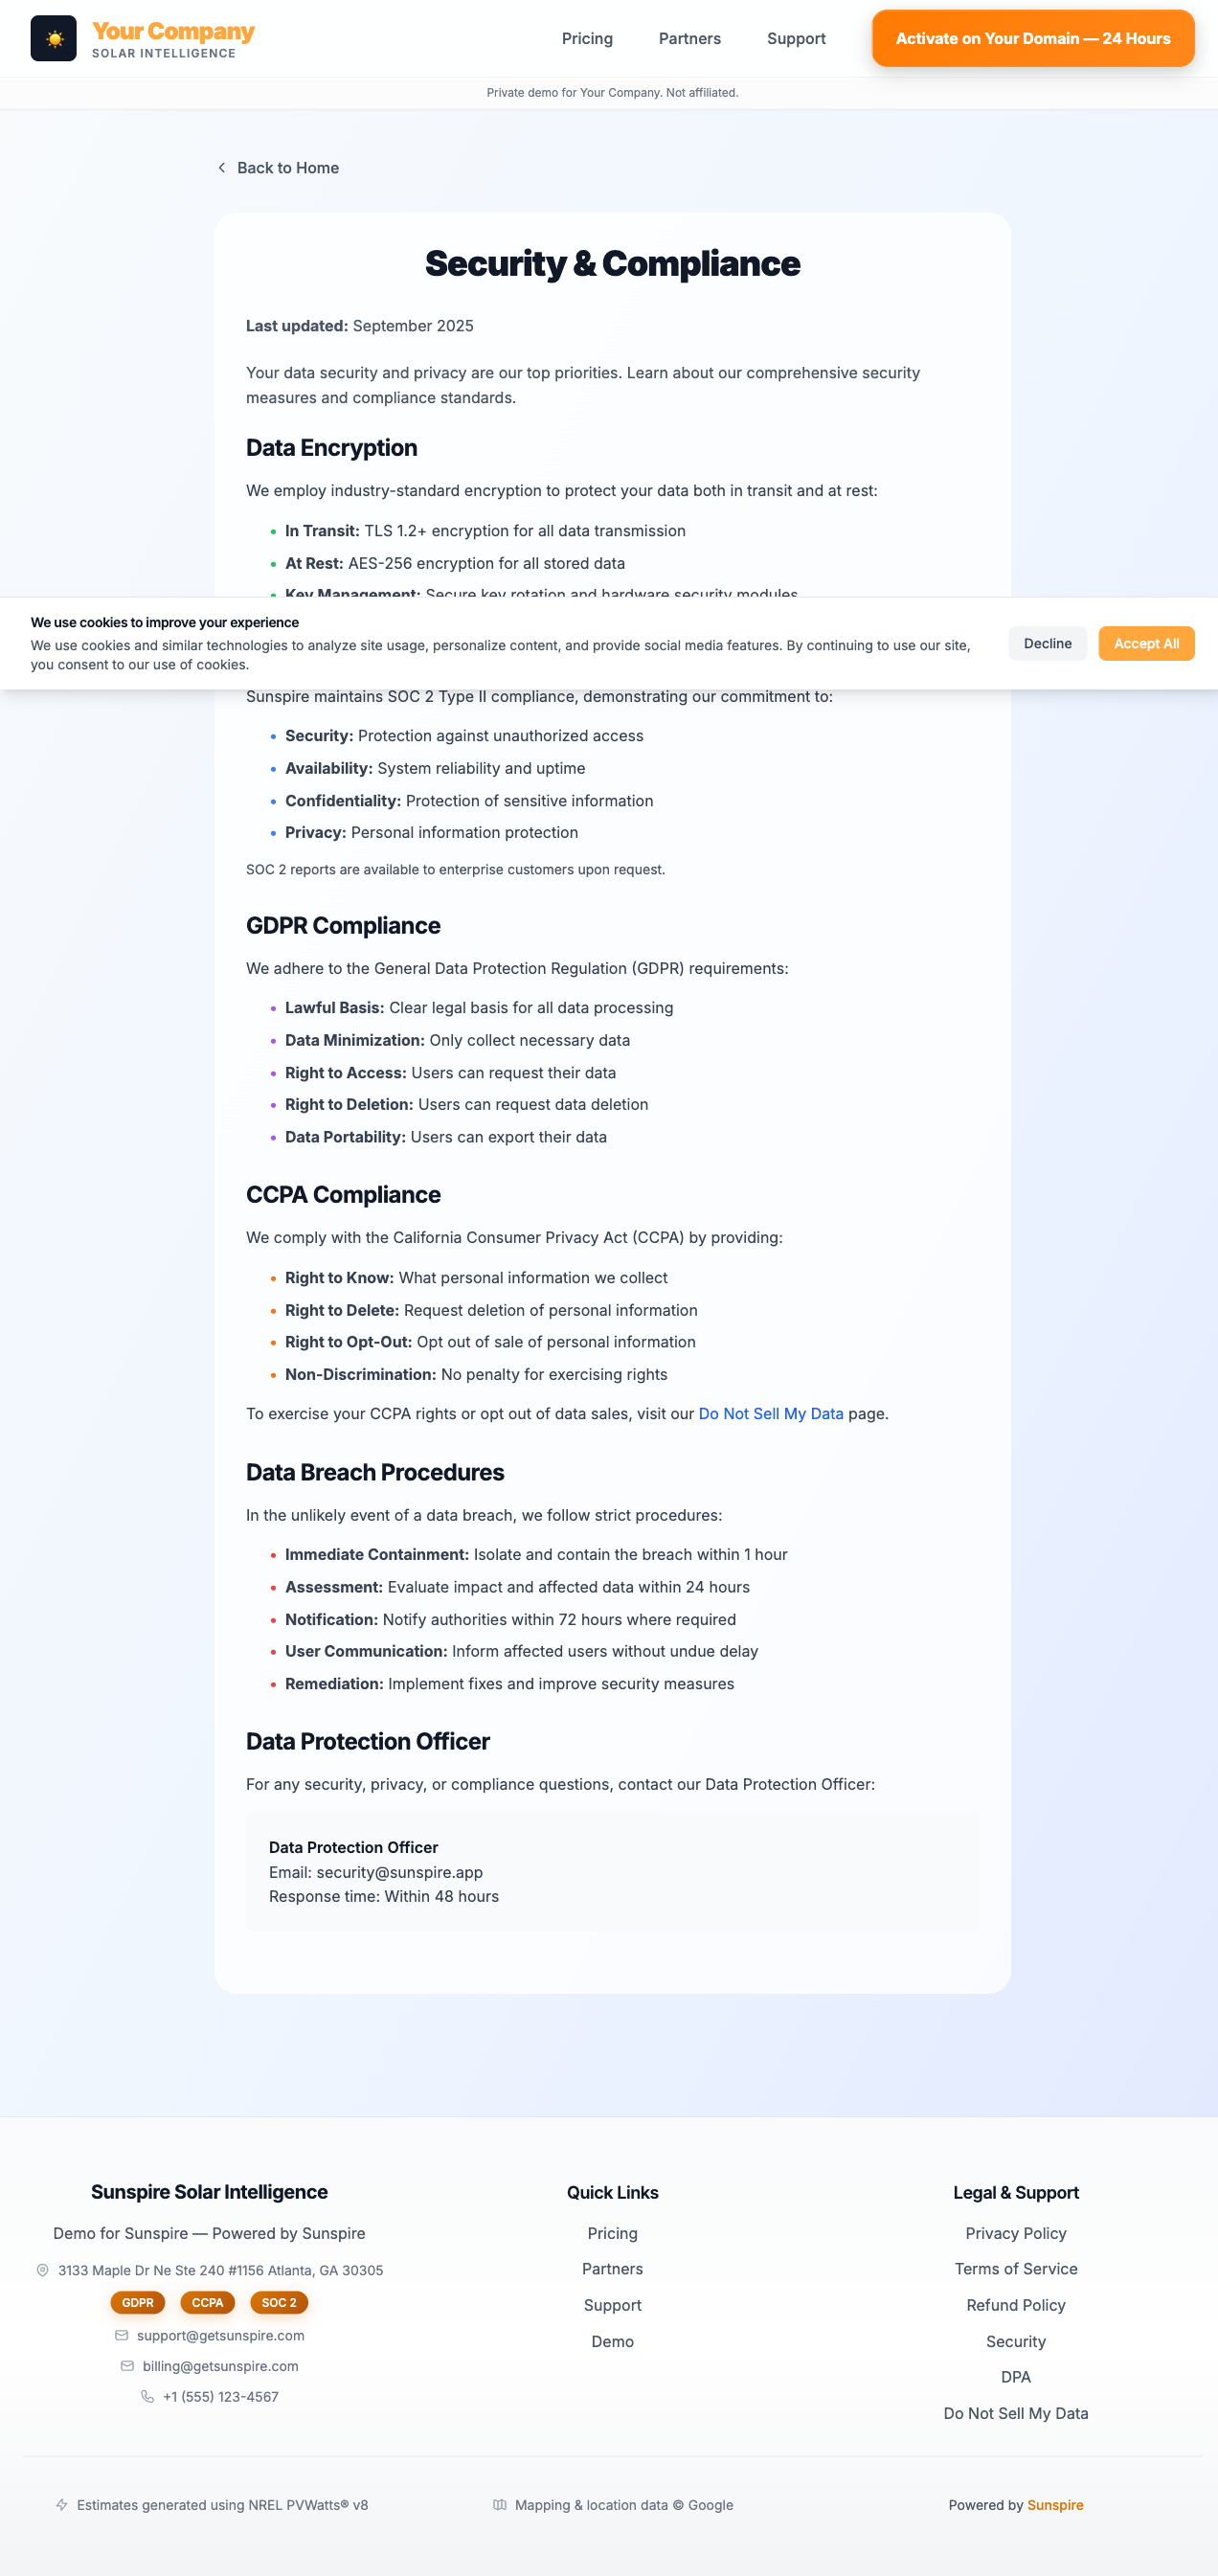 Your Company
SOLAR INTELLIGENCE
Pricing
Partners
Support
Activate on Your Domain — 24 Hours
Private demo for Your Company. Not affiliated.
Back to Home
Security & Compliance
Last updated: September 2025
Your data security and privacy are our top priorities. Learn about our comprehensive security
measures and compliance standards.
Data Encryption
We employ industry-standard encryption to protect your data both in transit and at rest:
• In Transit: TLS 1.2+ encryption for all data transmission
• At Rest: AES-256 encryption for all stored data
• Key Management: Secure key rotation and hardware security modules
We use cookies to improve your experience
We use cookies and similar technologies to analyze site usage, personalize content, and provide social media features. By continuing to use our site,
you consent to our use of cookies.
Decline
Accept All
Sunspire maintains SOC 2 Type II compliance, demonstrating our commitment to:
• Security: Protection against unauthorized access
• Availability: System reliability and uptime
• Confidentiality: Protection of sensitive information
• Privacy: Personal information protection
SOC 2 reports are available to enterprise customers upon request.
GDPR Compliance
We adhere to the General Data Protection Regulation (GDPR) requirements:
• Lawful Basis: Clear legal basis for all data processing
• Data Minimization: Only collect necessary data
• Right to Access: Users can request their data
• Right to Deletion: Users can request data deletion
• Data Portability: Users can export their data
CCPA Compliance
We comply with the California Consumer Privacy Act (CCPA) by providing:
• Right to Know: What personal information we collect
• Right to Delete: Request deletion of personal information
• Right to Opt-Out: Opt out of sale of personal information
• Non-Discrimination: No penalty for exercising rights
To exercise your CCPA rights or opt out of data sales, visit our Do Not Sell My Data page.
Data Breach Procedures
In the unlikely event of a data breach, we follow strict procedures:
• Immediate Containment: Isolate and contain the breach within 1 hour
• Assessment: Evaluate impact and affected data within 24 hours
• Notification: Notify authorities within 72 hours where required
• User Communication: Inform affected users without undue delay
• Remediation: Implement fixes and improve security measures
Data Protection Officer
For any security, privacy, or compliance questions, contact our Data Protection Officer:
Data Protection Officer
Email: security@sunspire.app
Response time: Within 48 hours
Sunspire Solar Intelligence
Demo for Sunspire — Powered by Sunspire
3133 Maple Dr Ne Ste 240 #1156 Atlanta, GA 30305
GDPR
CCPA
SOC 2
support@getsunspire.com
billing@getsunspire.com
+1 (555) 123-4567
Quick Links
Pricing
Partners
Support
Demo
Legal & Support
Privacy Policy
Terms of Service
Refund Policy
Security
DPA
Do Not Sell My Data
Estimates generated using NREL PVWatts® v8
Mapping & location data © Google
Powered by Sunspire